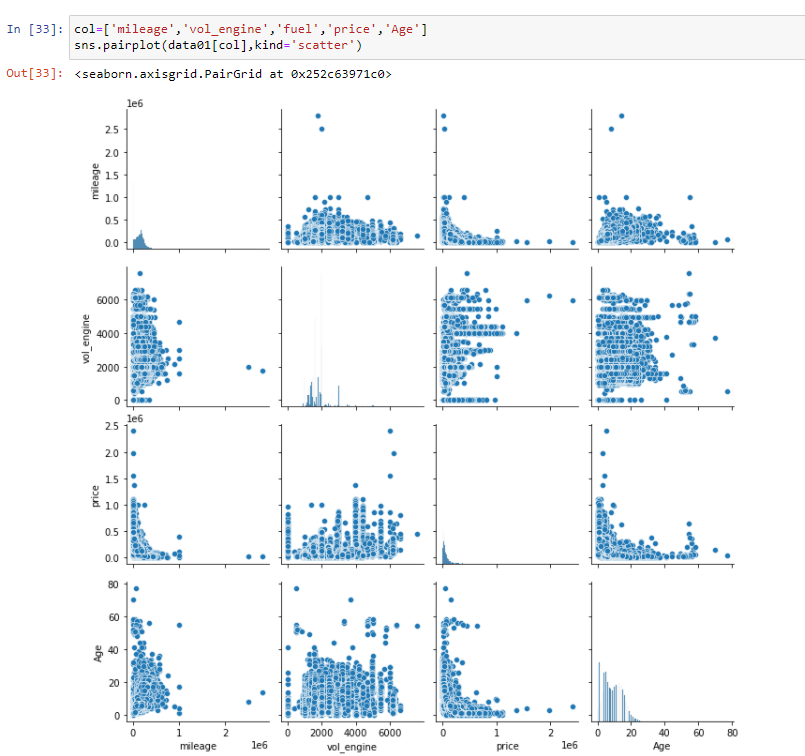 In [33]: col=['mileage','vol_engine','fuel','price','Age']
sns.pairplot(data01[col],kind='scatter')
Out[33]: <seaborn.axisgrid.PairGrid at 0x252c63971c0>
1e6
2.5
2.0
1.5
1.0
0.5
0.0
mileage
6000
4000
2000
0
vol_engine
1e6
2.5
2.0
1.5
1.0
0.5
0.0
price
80
60
40
20
0
Age
0 1 2 0 2000 4000 6000 0 1 2 0 20 40 60 80
mileage 1e6 vol_engine price 1e6 Age